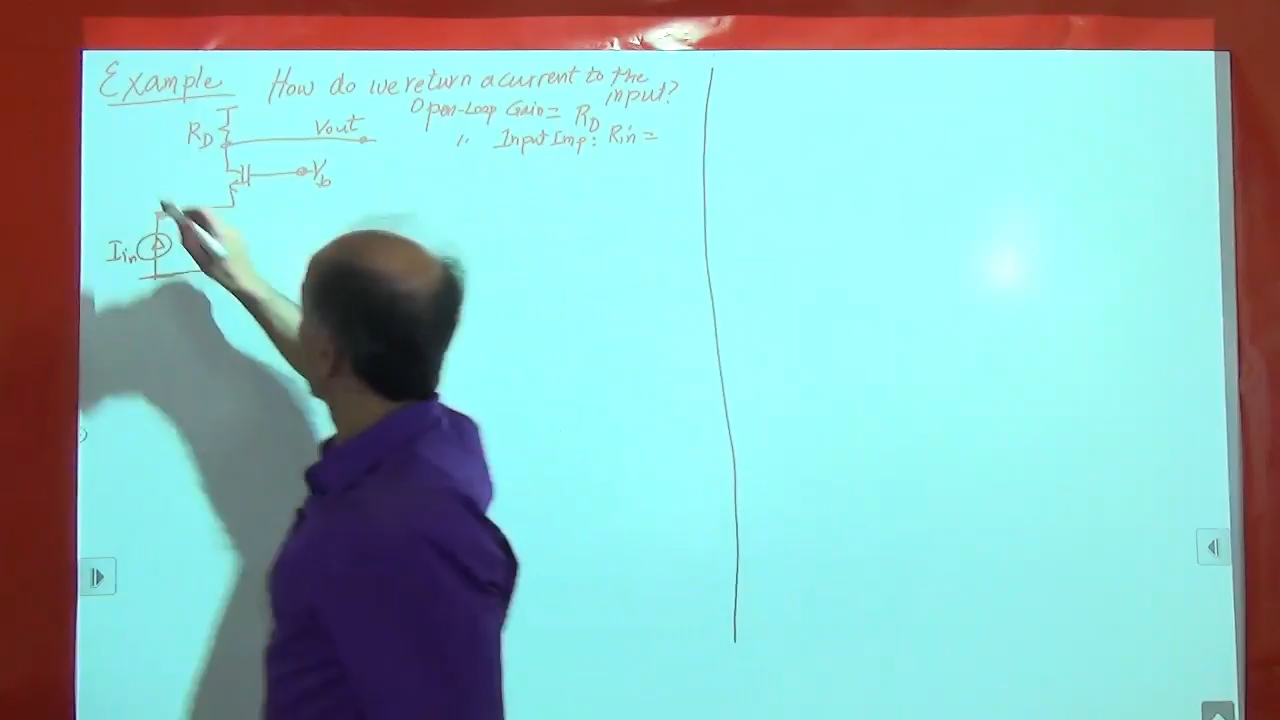 Example How do we return a current to the input?
Open-Loop Gain = RD
" Input Imp: Rin =
RD
Vout
Vb
Iin